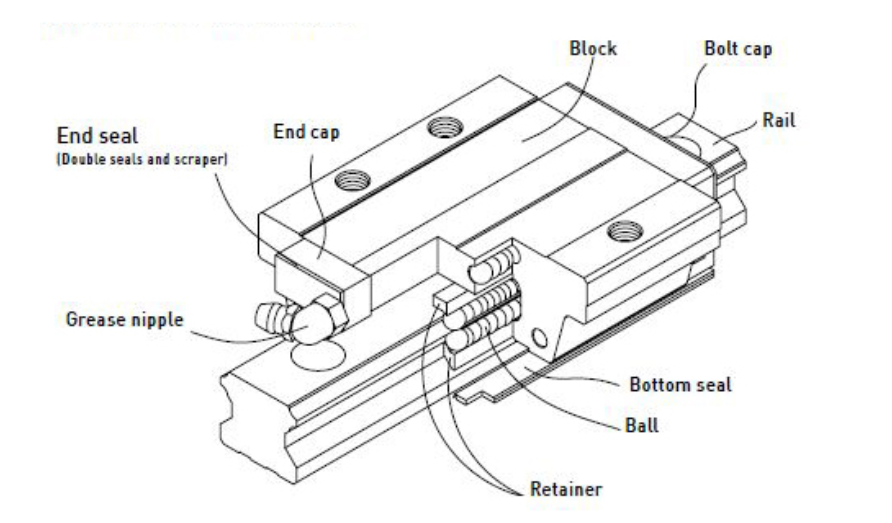 Block
Bolt cap
Rail
End seal
(Double seals and scraper)
End cap
Grease nipple
Bottom seal
Ball
Retainer